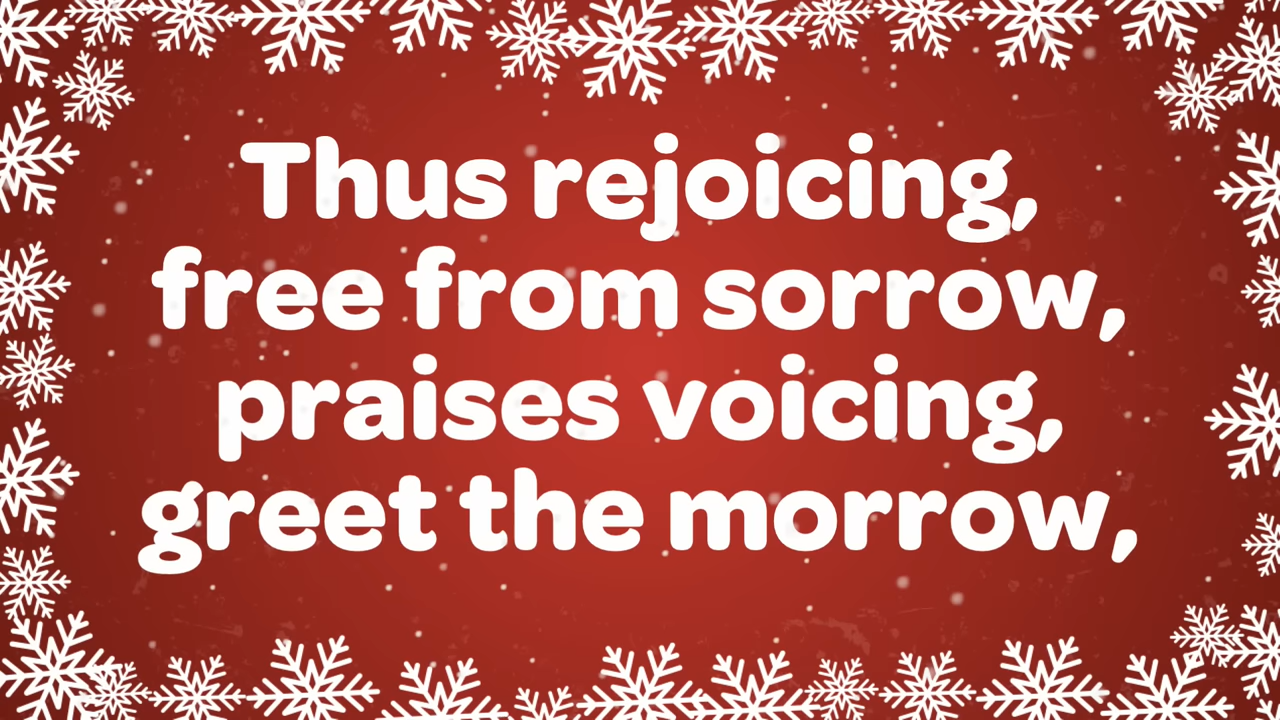 Thus rejoicing,
free from sorrow,
praises voicing,
greet the morrow,